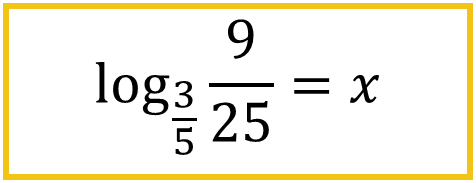 log_{3/5} 9/25 = x